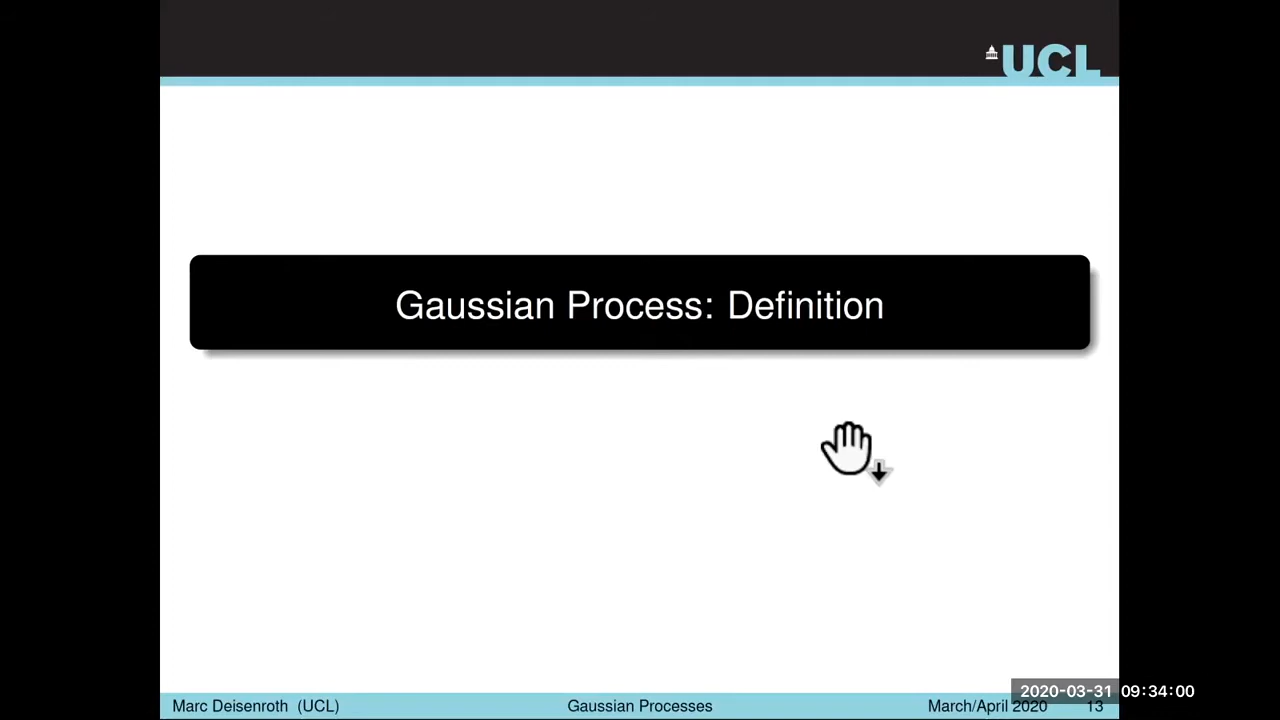 UCL
Gaussian Process: Definition
Marc Deisenroth (UCL)
Gaussian Processes
March/April 2020
13
2020-03-31 09:34:00